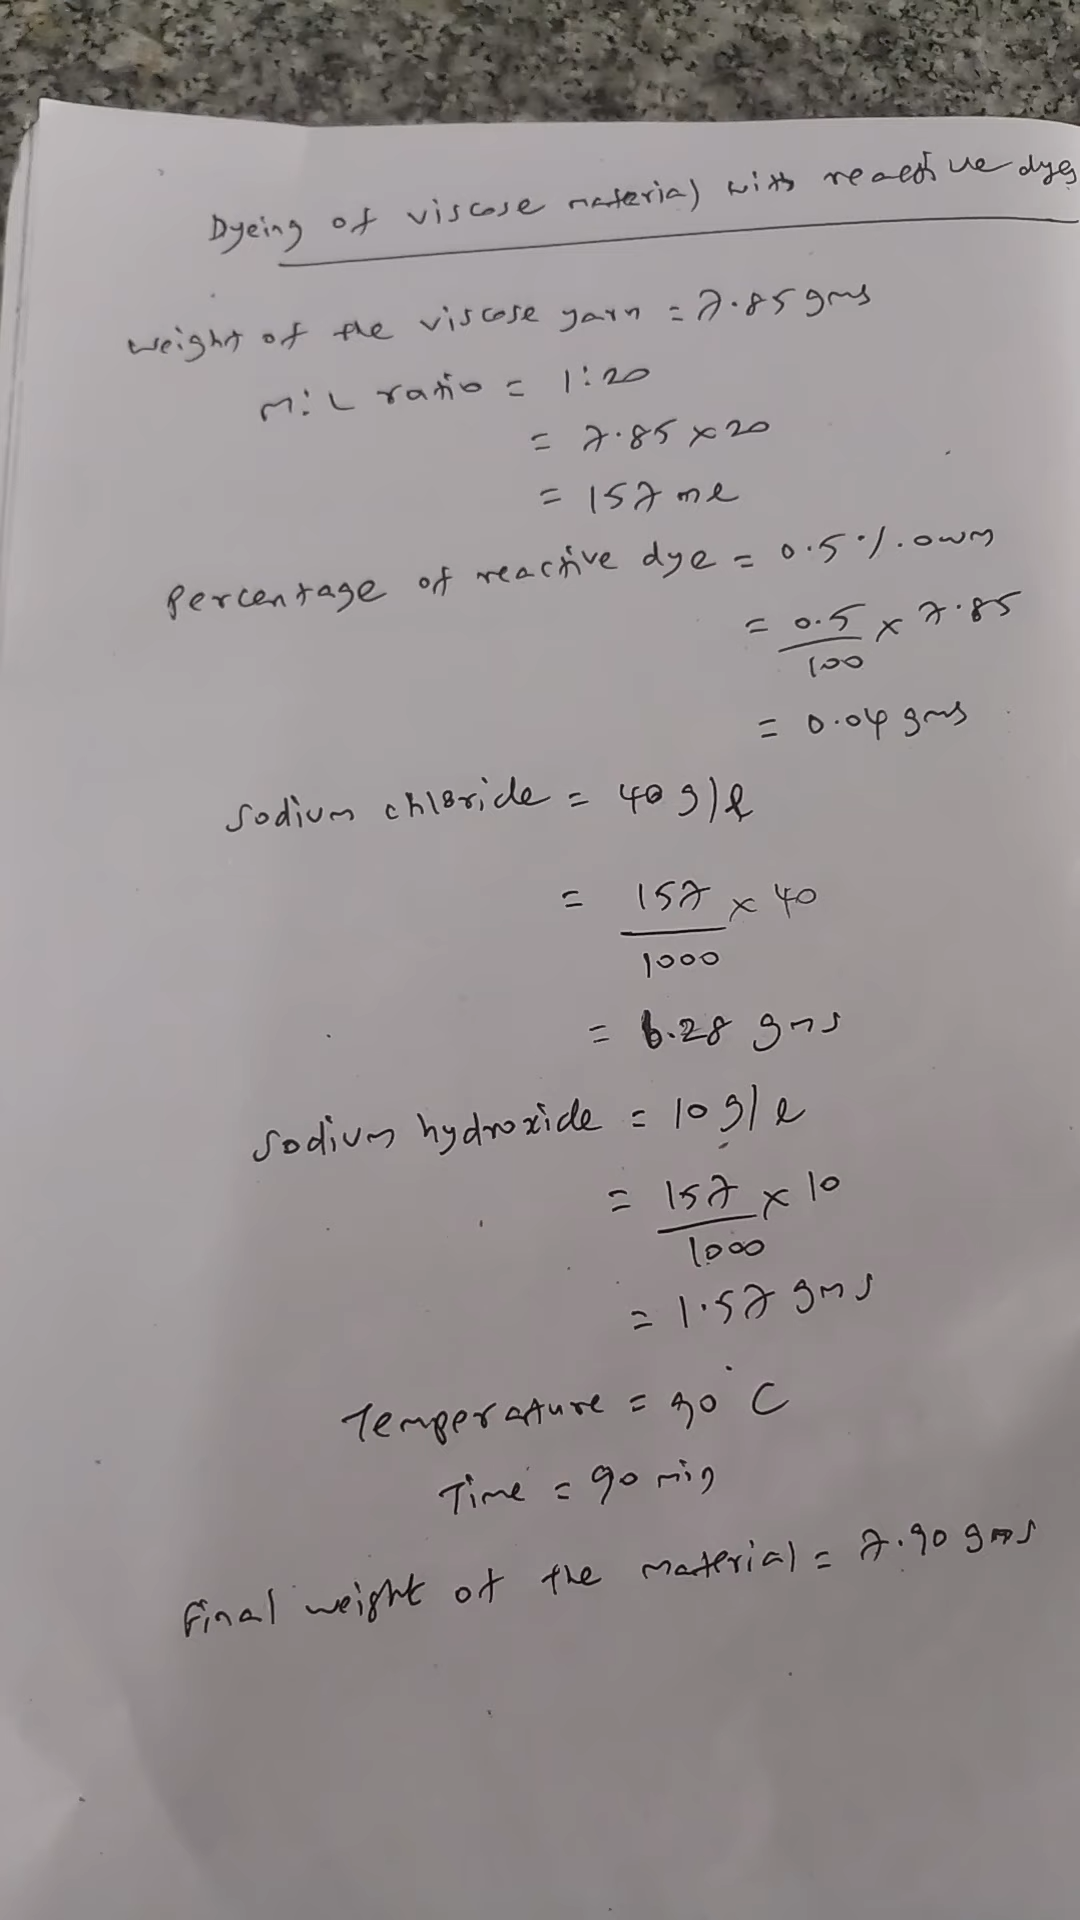 Dyeing of viscose material with reactive dyes
weight of the viscose yarn = 7.85 gms
M:L ratio = 1:20
= 7.85 x 20
= 157 ml
Percentage of reactive dye = 0.5 %. owm
= 0.5 x 7.85
100
= 0.04 gms
Sodium chloride = 40 g/l
= 157 x 40
1000
= 6.28 gms
Sodium hydroxide = 10 g/l
= 157 x 10
1000
= 1.57 gms
Temperature = 90°C
Time = 90 min
Final weight of the material = 7.90 gms